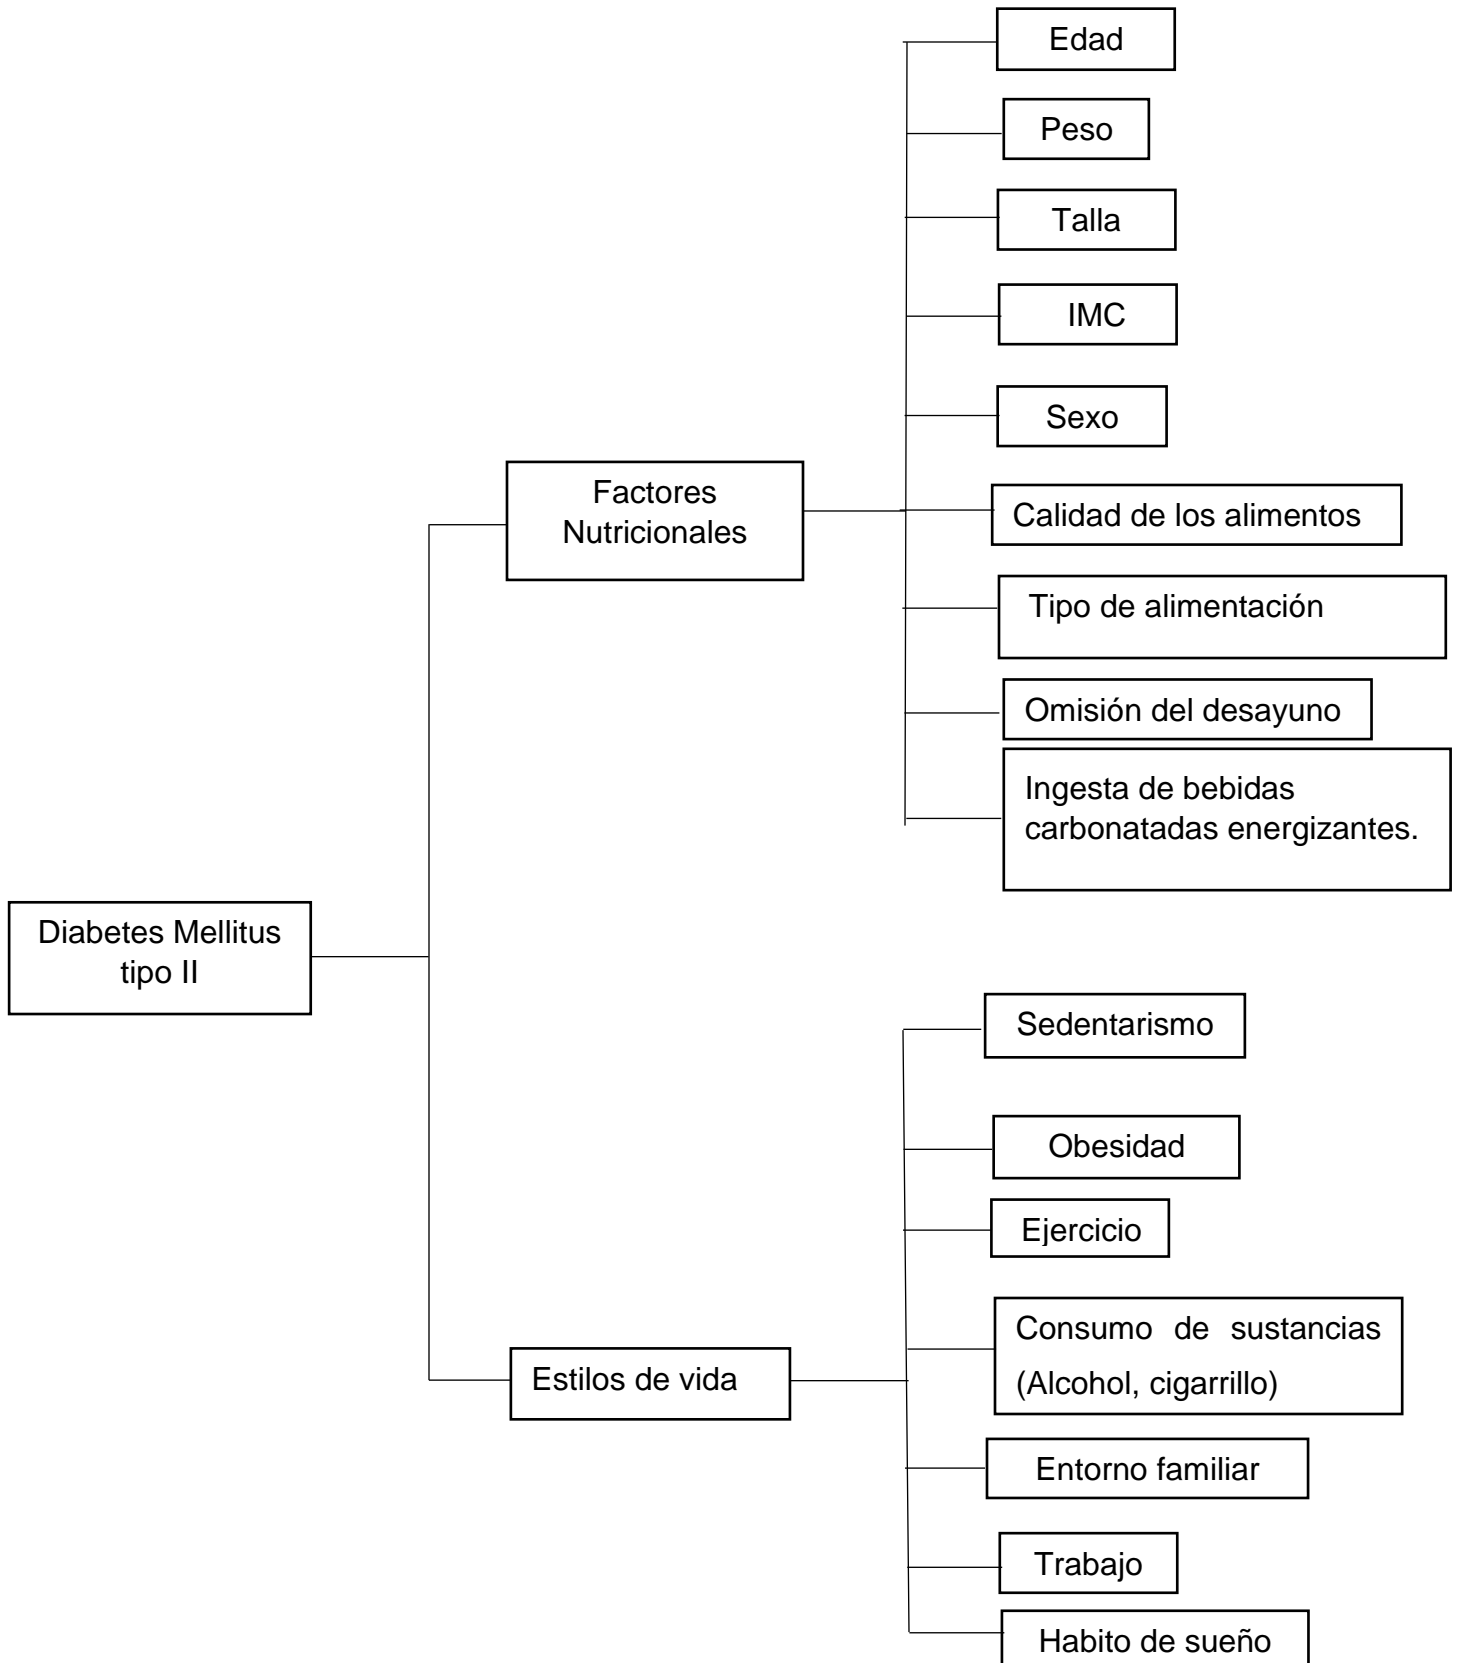 Edad
Peso
Talla
IMC
Sexo
Factores
Nutricionales
Calidad de los alimentos
Tipo de alimentación
Omisión del desayuno
Ingesta de bebidas
carbonatadas energizantes.
Diabetes Mellitus
tipo II
Sedentarismo
Obesidad
Ejercicio
Consumo de sustancias
(Alcohol, cigarrillo)
Estilos de vida
Entorno familiar
Trabajo
Habito de sueño